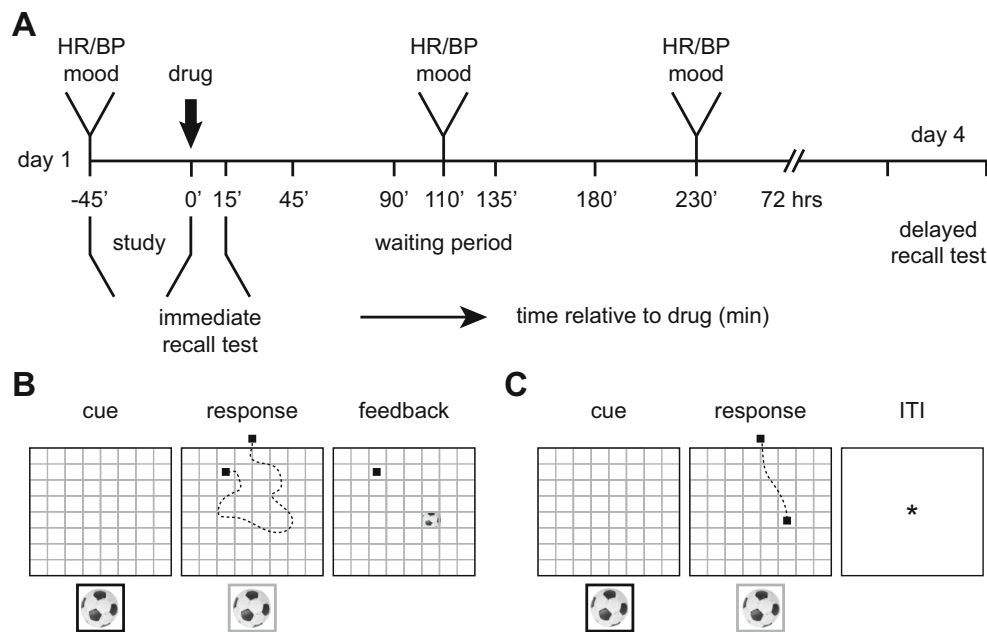 A
HR/BP mood
drug
HR/BP mood
HR/BP mood
day 1
day 4
-45’ 0’ 15’ 45’ 90’ 110’ 135’ 180’ 230’ 72 hrs
study
waiting period
delayed recall test
immediate recall test
time relative to drug (min)
B
cue response feedback
C
cue response ITI
*